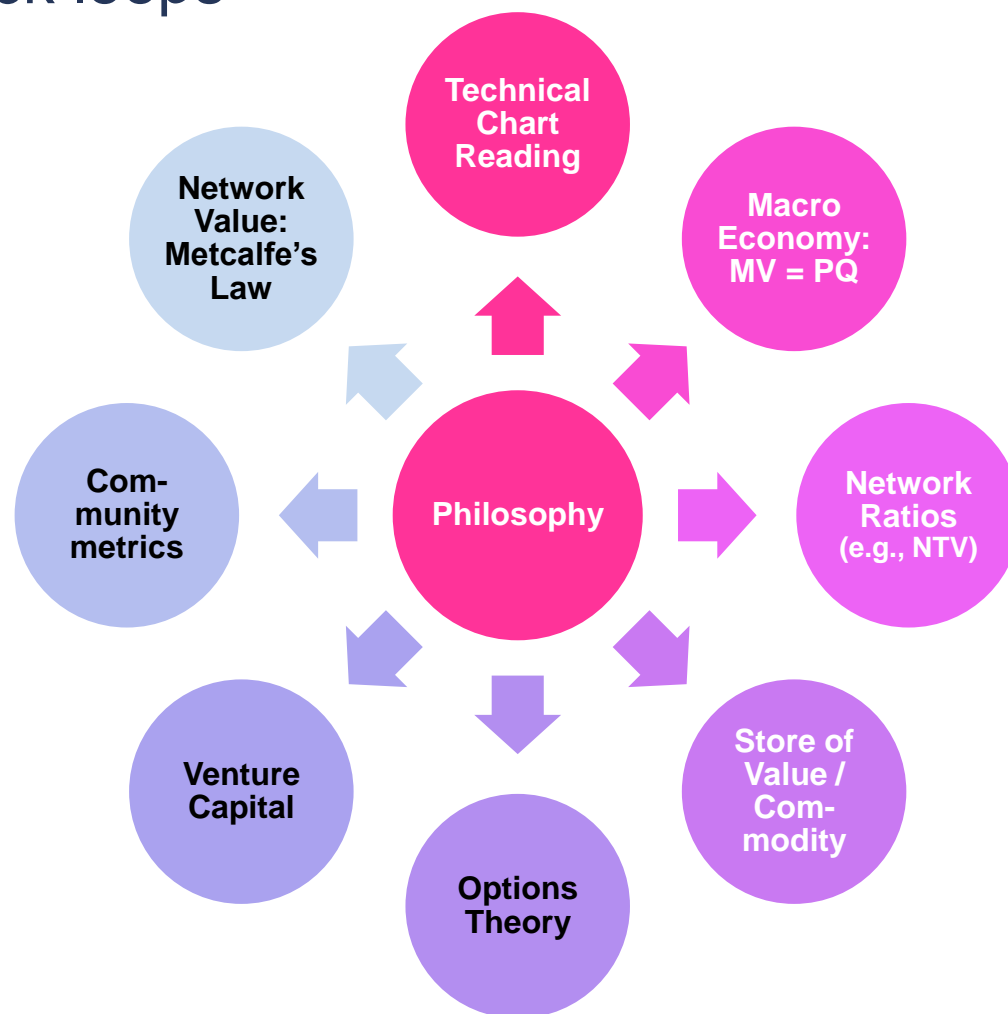 loops
Technical
Chart
Reading
Macro
Economy:
MV = PQ
Network
Ratios
(e.g., NTV)
Store of
Value /
Com-
modity
Options
Theory
Venture
Capital
Com-
munity
metrics
Network
Value:
Metcalfe’s
Law
Philosophy